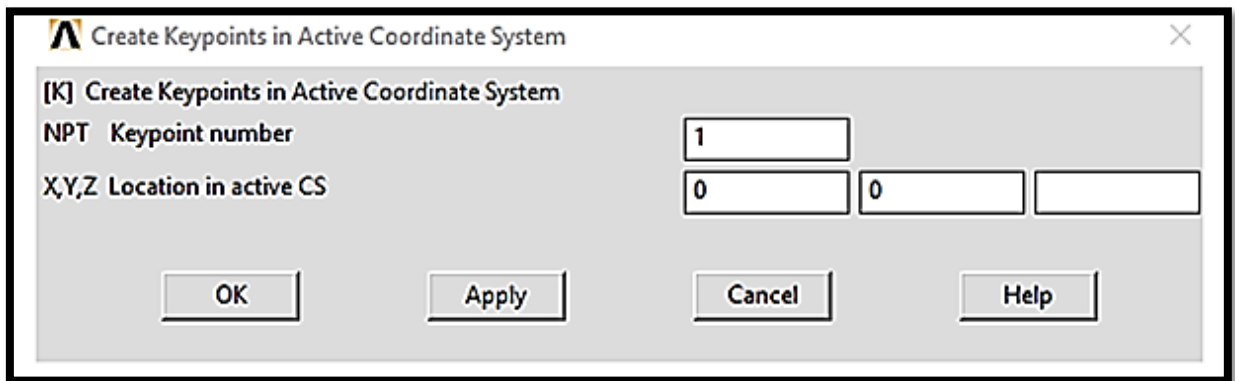 Create Keypoints in Active Coordinate System
[K] Create Keypoints in Active Coordinate System
NPT Keypoint number 1
X,Y,Z Location in active CS 0 0
OK Apply Cancel Help